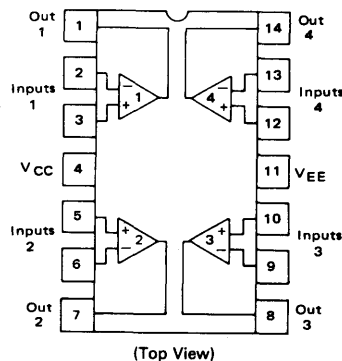 Out 1
1
14
Out 4
2
13
Inputs 1
− +
1
4
− +
Inputs 4
3
12
VCC
4
11
VEE
5
10
Inputs 2
+ −
2
3
+ −
Inputs 3
6
9
Out 2
7
8
Out 3
(Top View)